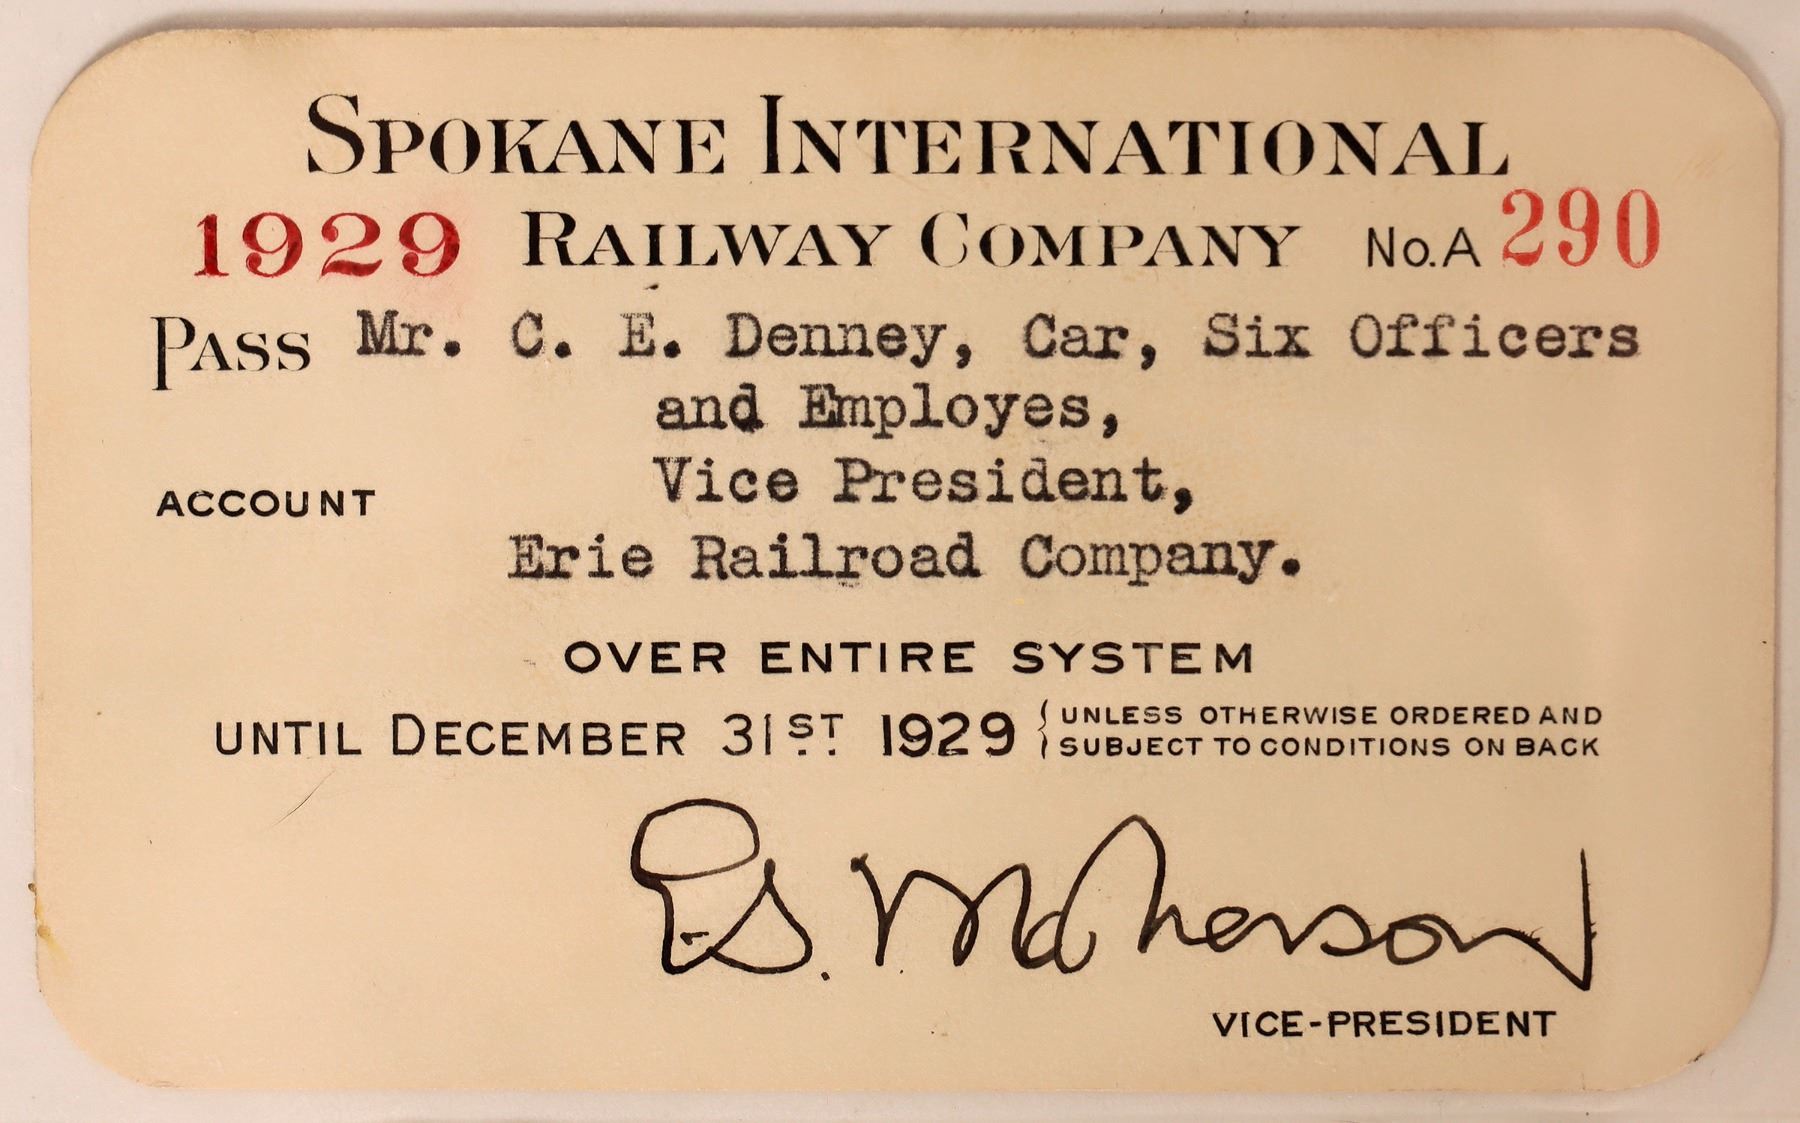 SPOKANE INTERNATIONAL
1929 RAILWAY COMPANY No. A 290
PASS Mr. C. E. Denney, Car, Six Officers
and Employes,
Vice President,
ACCOUNT
Erie Railroad Company.
OVER ENTIRE SYSTEM
UNTIL DECEMBER 31ST 1929 { UNLESS OTHERWISE ORDERED AND
SUBJECT TO CONDITIONS ON BACK
E.S. McPherson
VICE-PRESIDENT